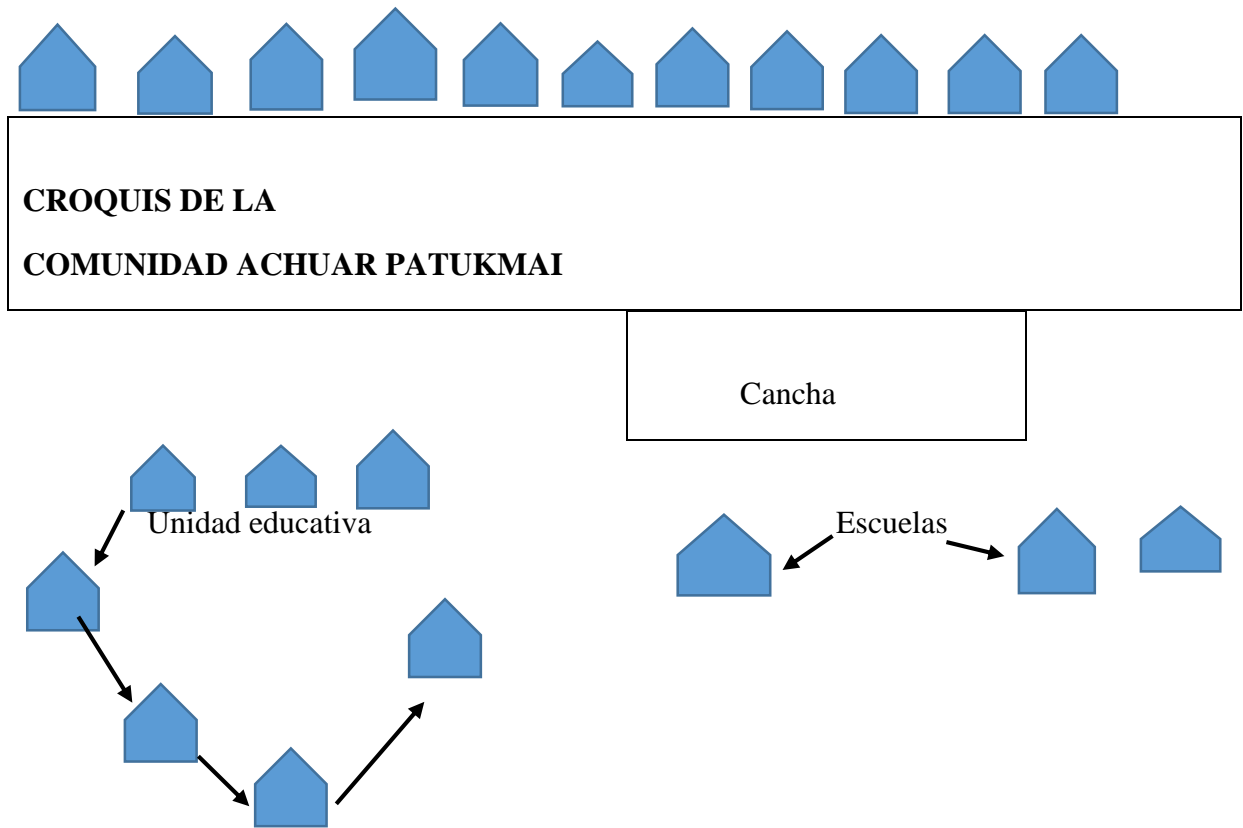 CROQUIS DE LA
COMUNIDAD ACHUAR PATUKMAI
Cancha
Unidad educativa
Escuelas